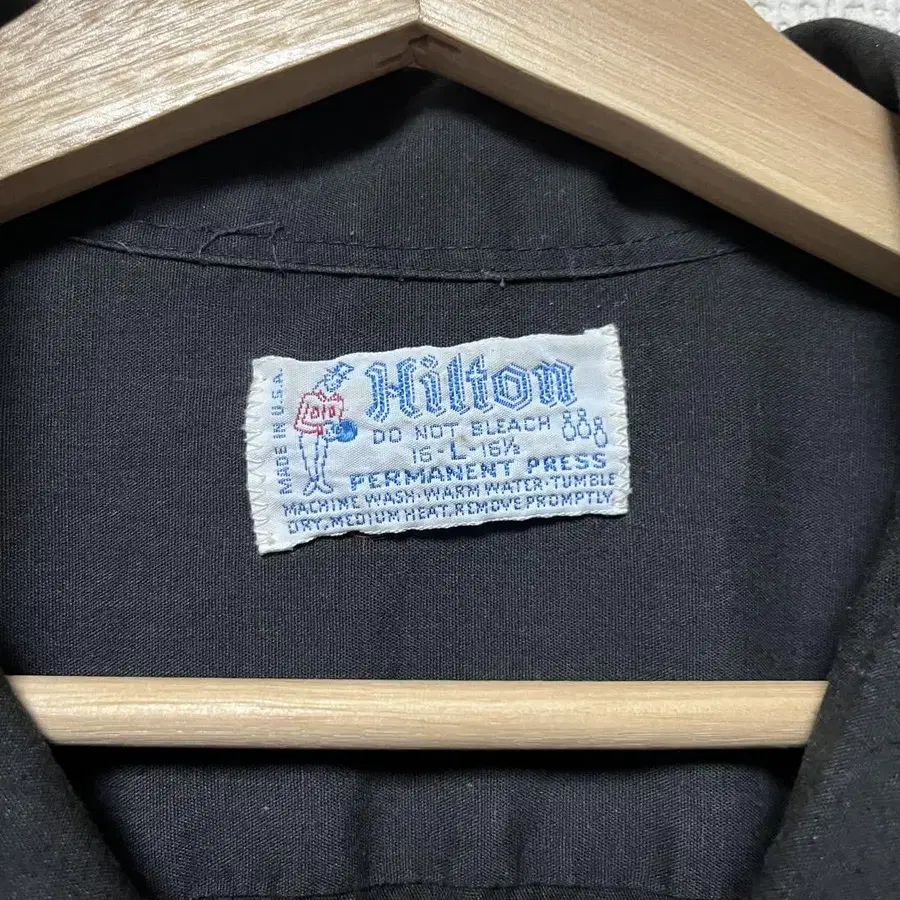 MADE IN U.S.A.
Hilton
DO NOT BLEACH
16-L-16½
PERMANENT PRESS
MACHINE WASH·WARM WATER·TUMBLE
DRY, MEDIUM HEAT, REMOVE PROMPTLY